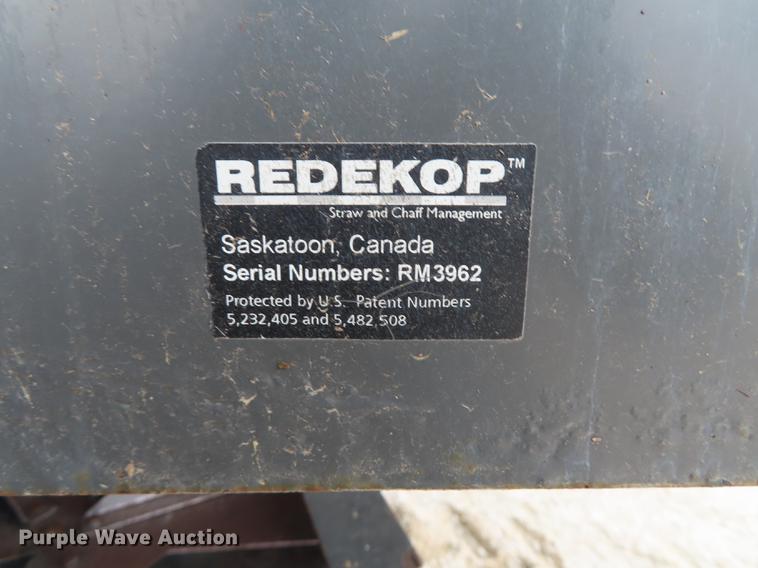 REDEKOP™
Straw and Chaff Management
Saskatoon, Canada
Serial Numbers: RM3962
Protected by U.S. Patent Numbers
5,232,405 and 5,482,508
Purple Wave Auction